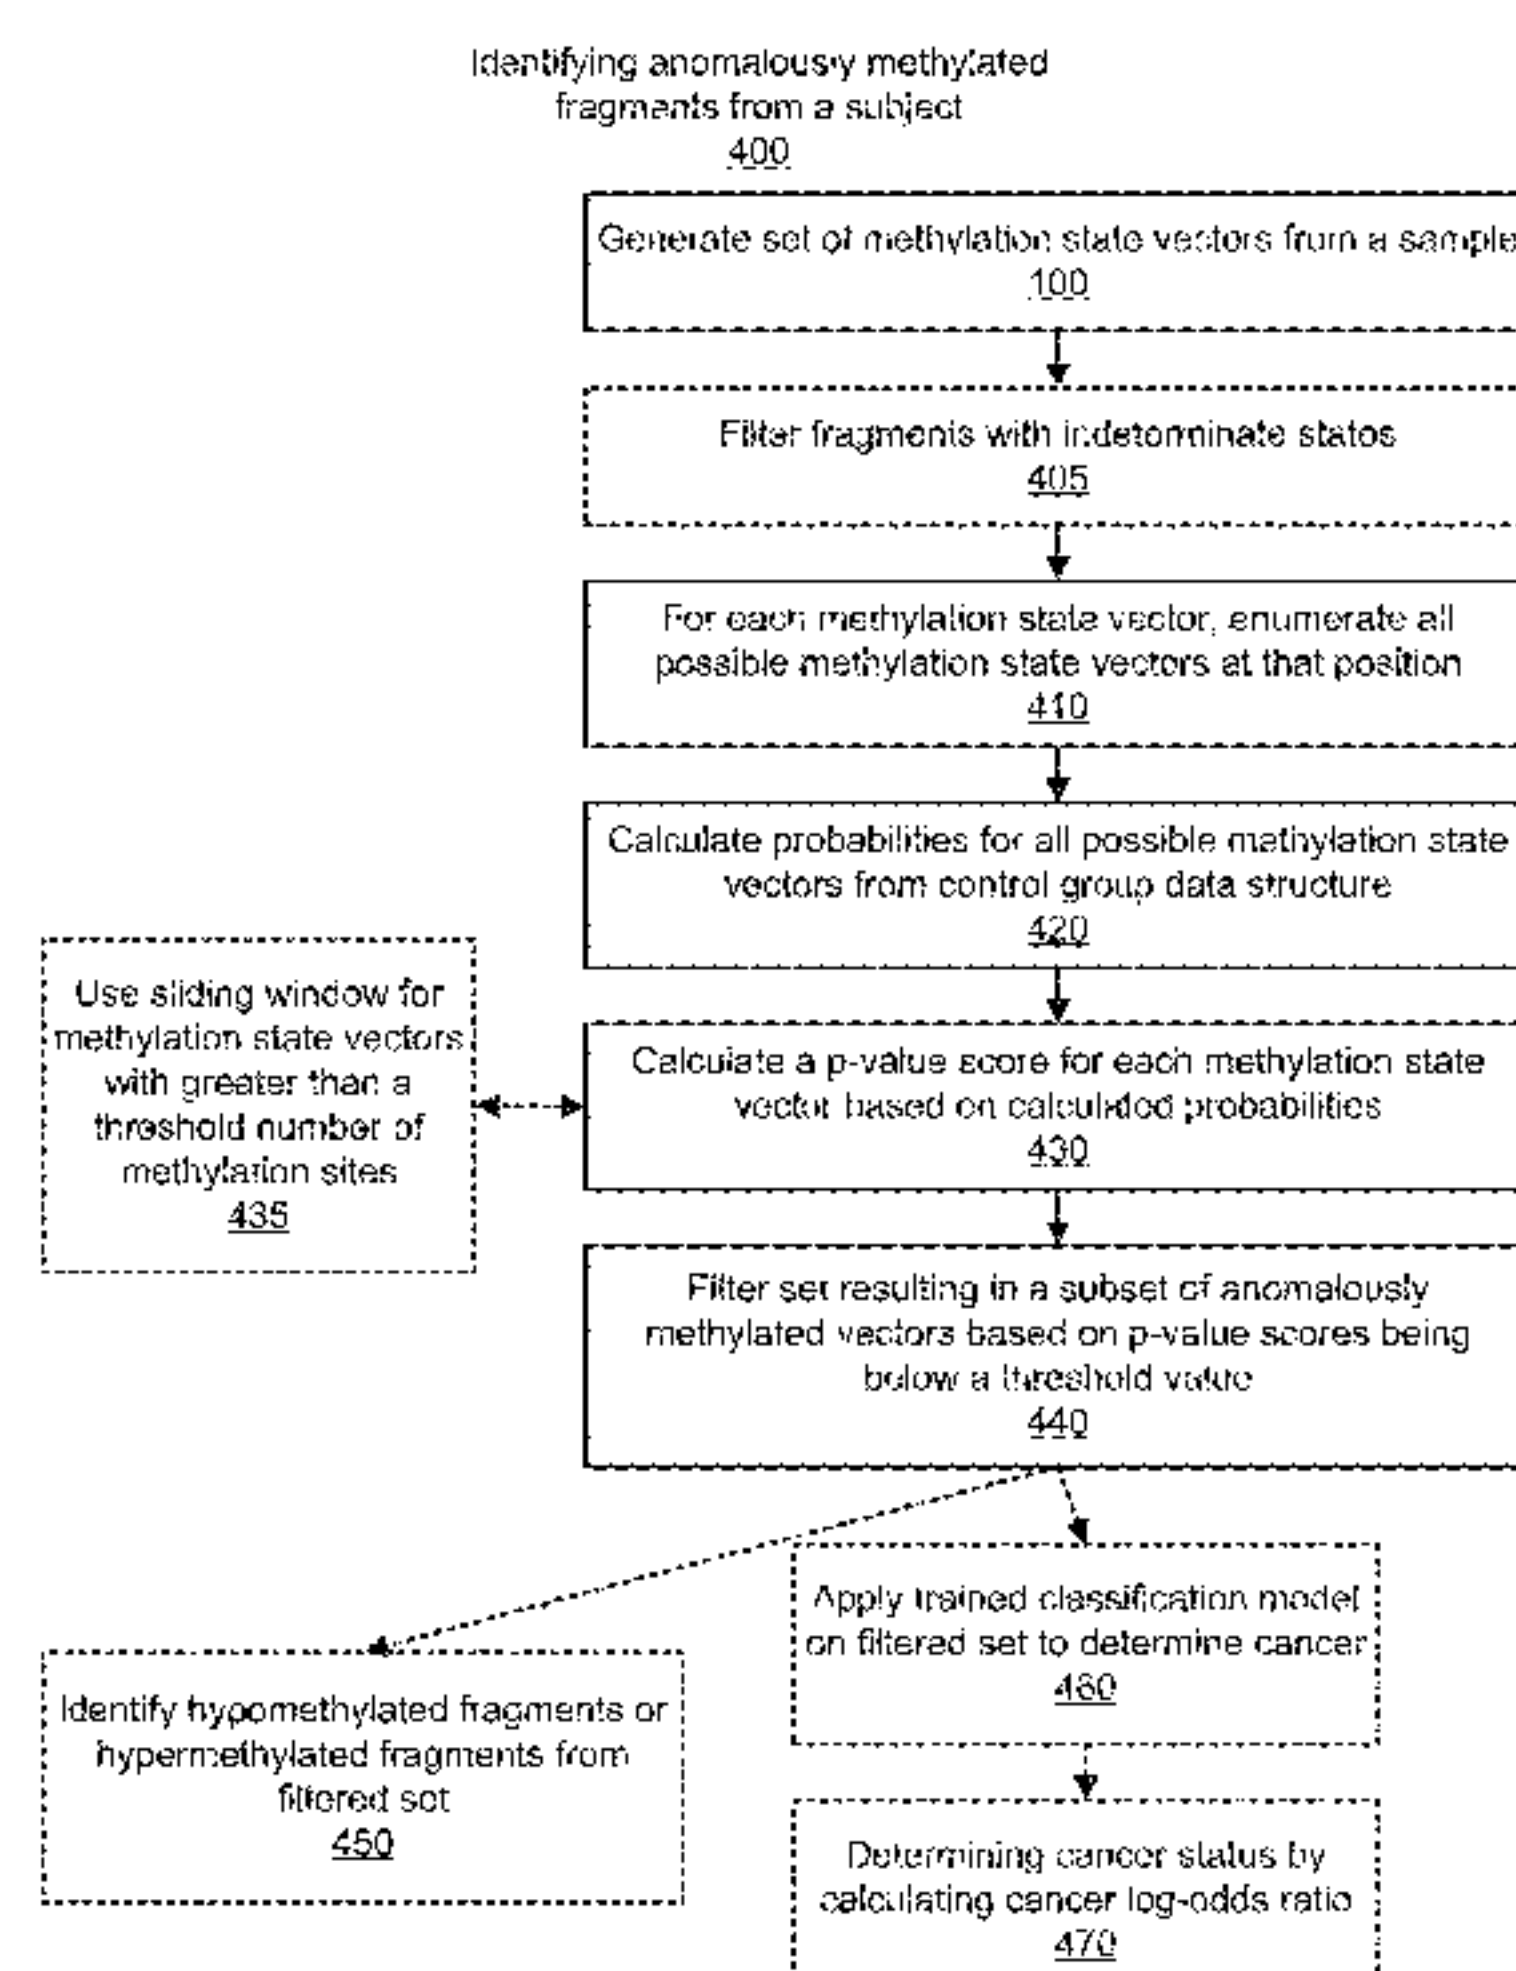 Identifying anomalously methylated
fragments from a subject
400
Generate set of methylation state vectors from a sample
100
Filter fragments with indeterminate states
405
For each methylation state vector, enumerate all
possible methylation state vectors at that position
410
Calculate probabilities for all possible methylation state
vectors from control group data structure
420
Use sliding window for
methylation state vectors
with greater than a
threshold number of
methylation sites
435
Calculate a p-value score for each methylation state
vector based on calculated probabilities
430
Filter set resulting in a subset of anomalously
methylated vectors based on p-value scores being
below a threshold value
440
Apply trained classification model
on filtered set to determine cancer
460
Identify hypomethylated fragments or
hypermethylated fragments from
filtered set
450
Determining cancer status by
calculating cancer log-odds ratio
470